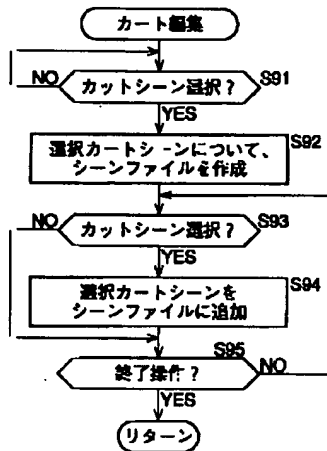 カート編集
NO
カットシーン選択？
S91
YES
S92
選択カートシーンについて、
シーンファイルを作成
NO
カットシーン選択？
S93
YES
選択カートシーンを
シーンファイルに追加
S94
S95
終了操作？
NO
YES
リターン